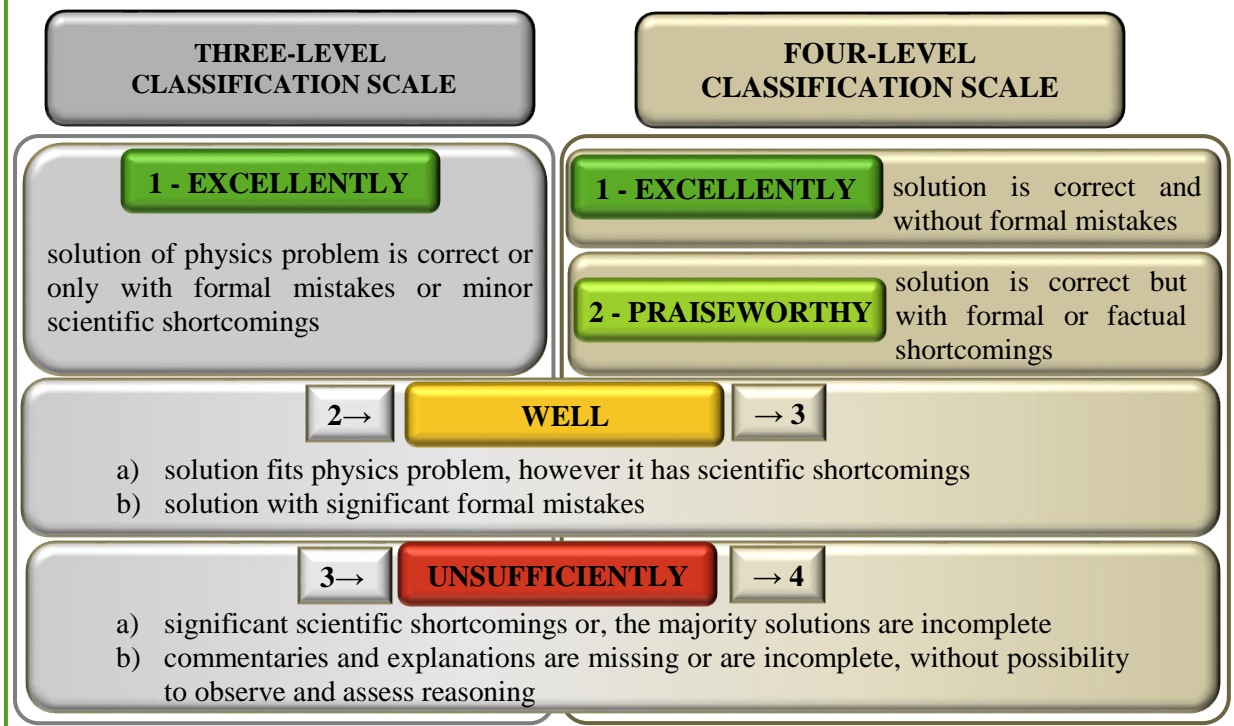 THREE-LEVEL
CLASSIFICATION SCALE
FOUR-LEVEL
CLASSIFICATION SCALE
1 - EXCELLENTLY
solution of physics problem is correct or
only with formal mistakes or minor
scientific shortcomings
1 - EXCELLENTLY
solution is correct and
without formal mistakes
2 - PRAISEWORTHY
solution is correct but
with formal or factual
shortcomings
2→ WELL → 3
a) solution fits physics problem, however it has scientific shortcomings
b) solution with significant formal mistakes
3→ UNSUFFICIENTLY → 4
a) significant scientific shortcomings or, the majority solutions are incomplete
b) commentaries and explanations are missing or are incomplete, without possibility
to observe and assess reasoning